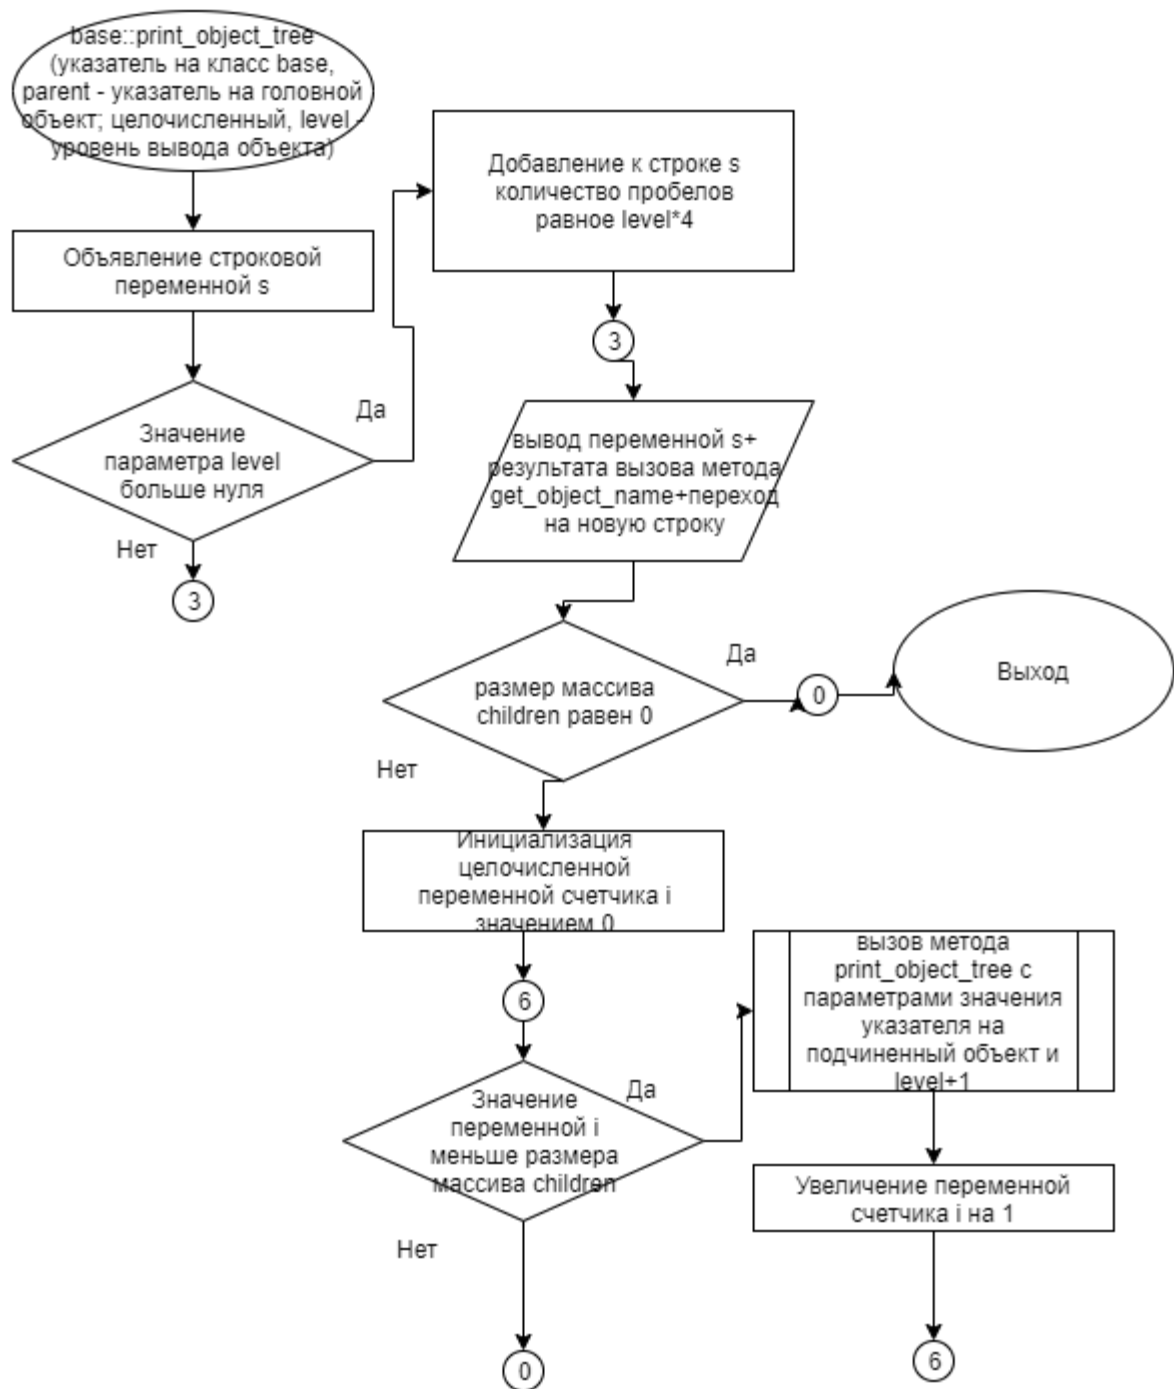 base::print_object_tree
(указатель на класс base,
parent - указатель на головной
объект; целочисленный, level -
уровень вывода объекта)
Объявление строковой
переменной s
Значение
параметра level
больше нуля
Да
Нет
3
Добавление к строке s
количество пробелов
равное level*4
3
вывод переменной s+
результата вызова метода
get_object_name+переход
на новую строку
размер массива
children равен 0
Да
0
Выход
Нет
Инициализация
целочисленной
переменной счетчика i
значением 0
6
Значение
переменной i
меньше размера
массива children
Да
вызов метода
print_object_tree с
параметрами значения
указателя на
подчиненный объект и
level+1
Увеличение переменной
счетчика i на 1
6
Нет
0